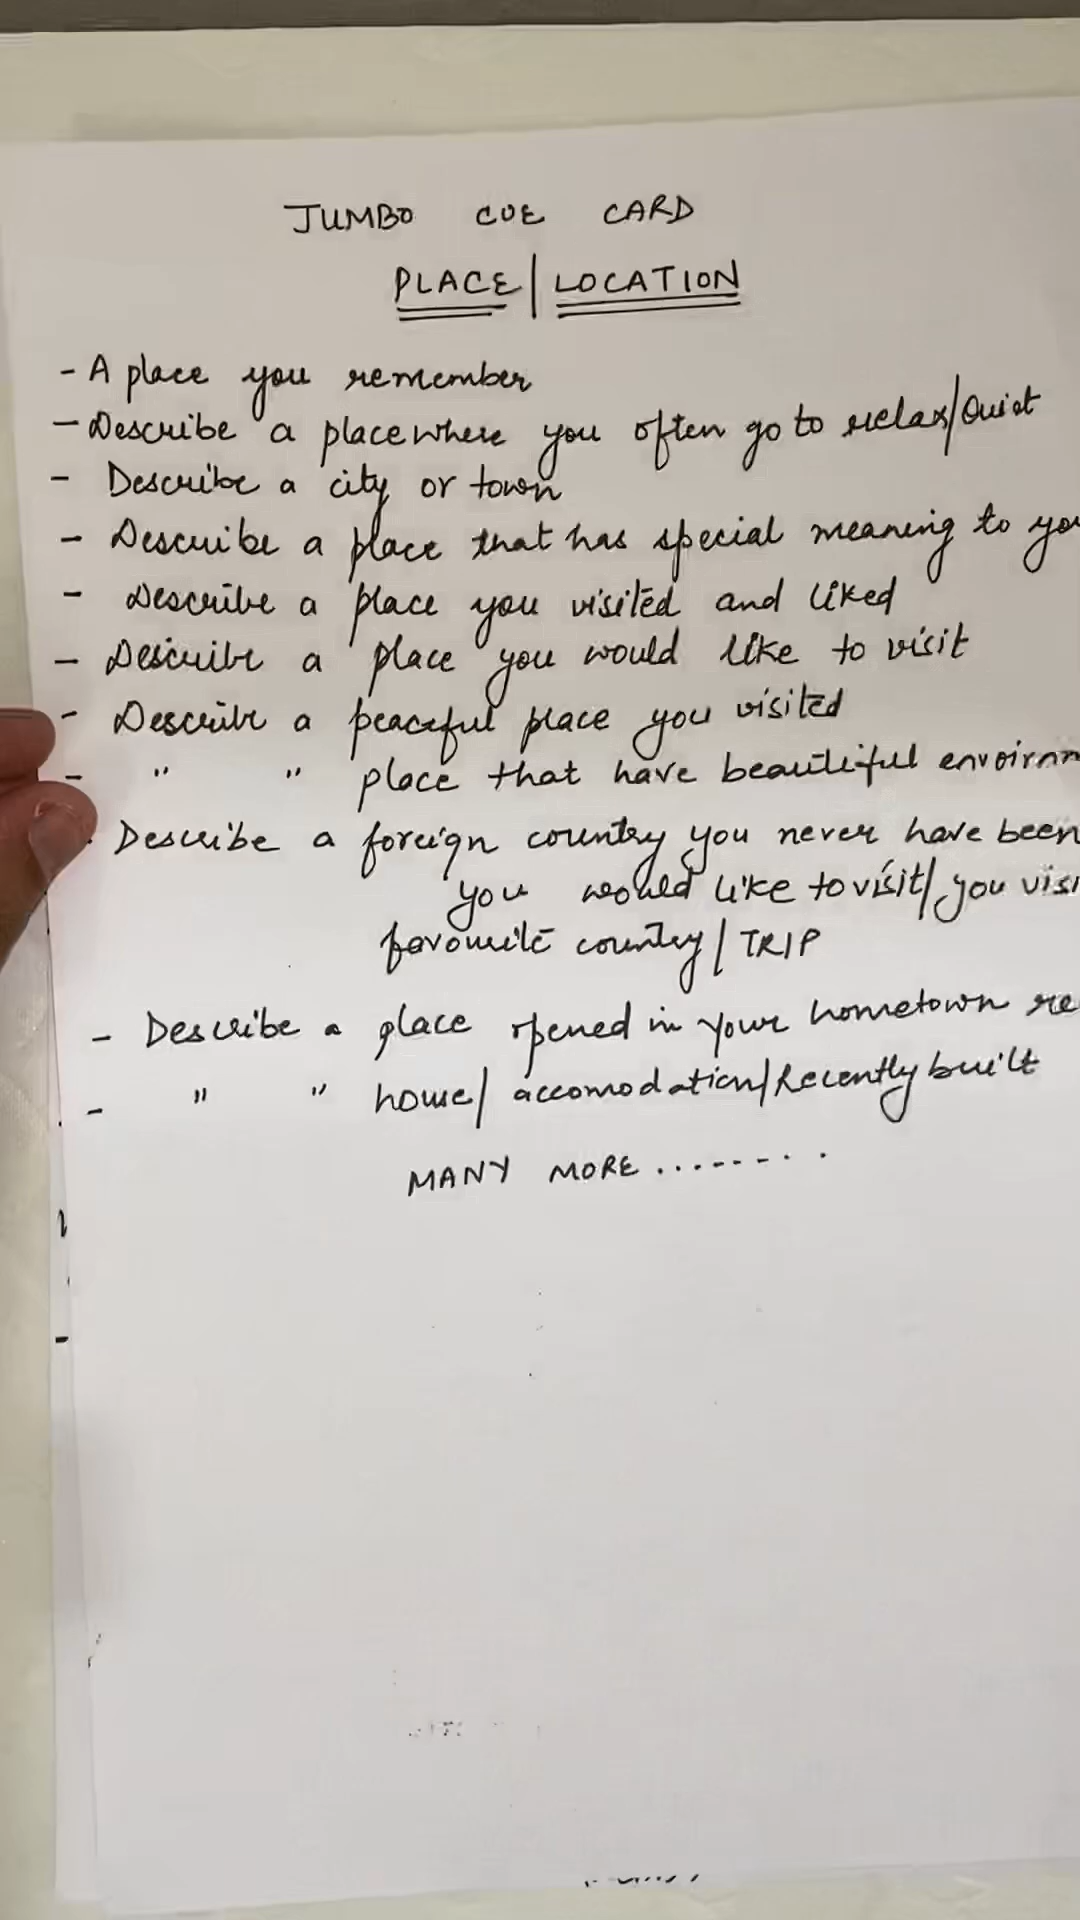 JUMBO CUE CARD
PLACE | LOCATION
- A place you remember
- Describe a place where you often go to relax/Quiet
- Describe a city or town
- Describe a place that has special meaning to you
- Describe a place you visited and liked
- Describe a place you would like to visit
- Describe a peaceful place you visited
- " " place that have beautiful
Describe a foreign country you never have been
you would like to visit/ you visi
favourite country / TRIP
- Describe a place opened in your hometown re
- " " house/ accomodation/Recently built
MANY MORE .........